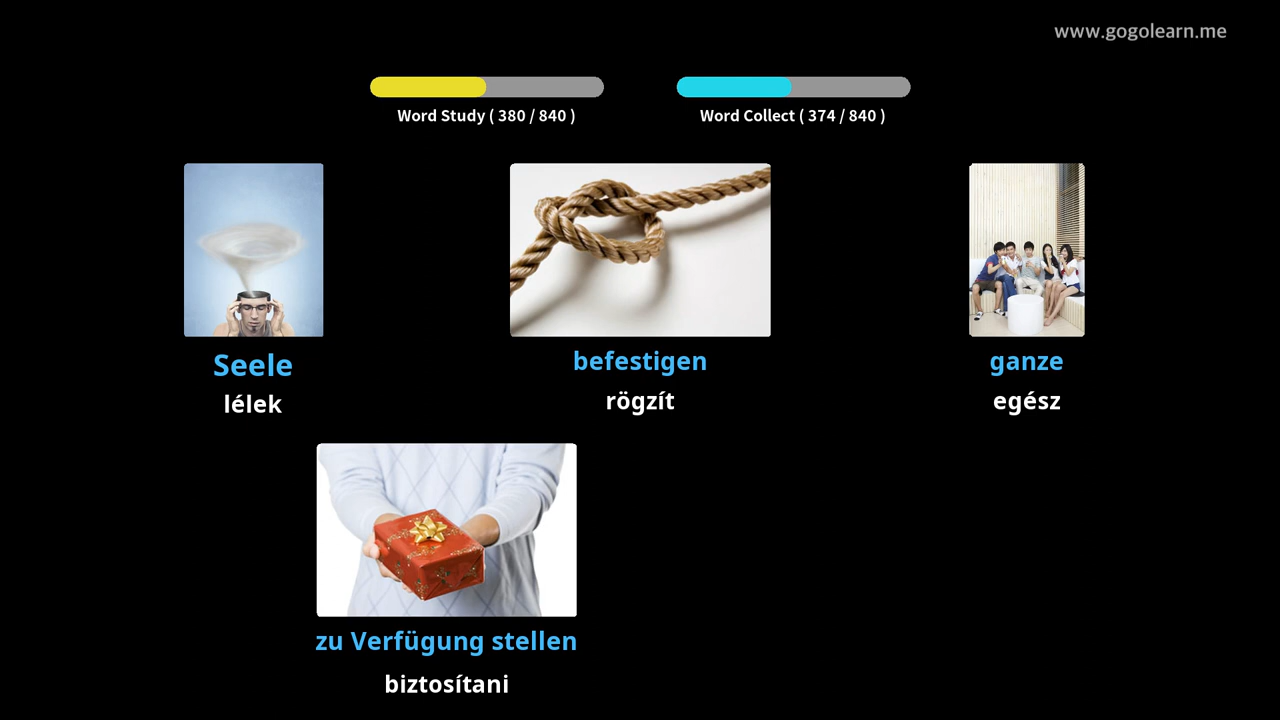 www.gogolearn.me
Word Study ( 380 / 840 )
Word Collect ( 374 / 840 )
Seele
lélek
befestigen
rögzít
ganze
egész
zu Verfügung stellen
biztosítani